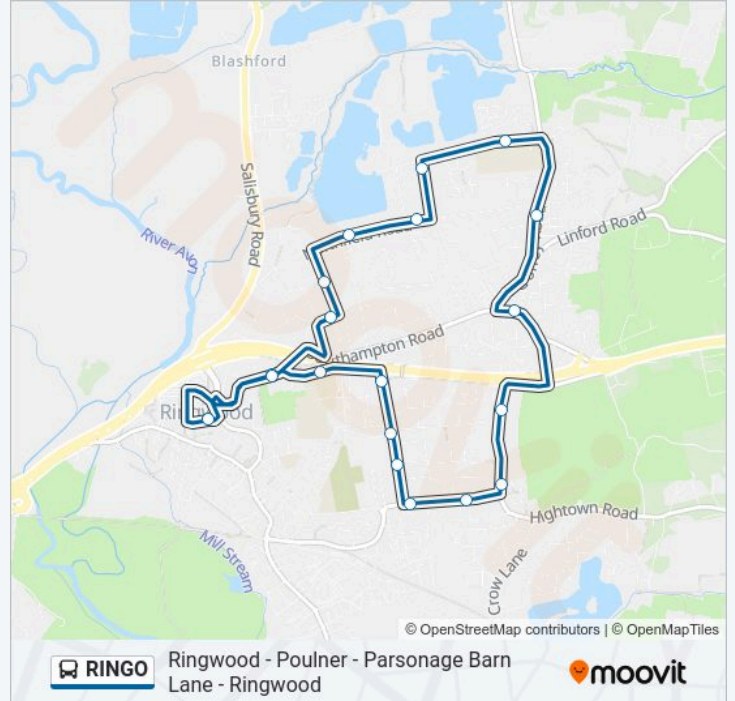 Blashford
Salisbury Road
River Avon
Linford Road
Ringwood
Hightown Road
Mill Stream
Crow Lane
© OpenStreetMap contributors | © OpenMapTiles
RINGO
Ringwood - Poulner - Parsonage Barn
Lane - Ringwood
moovit